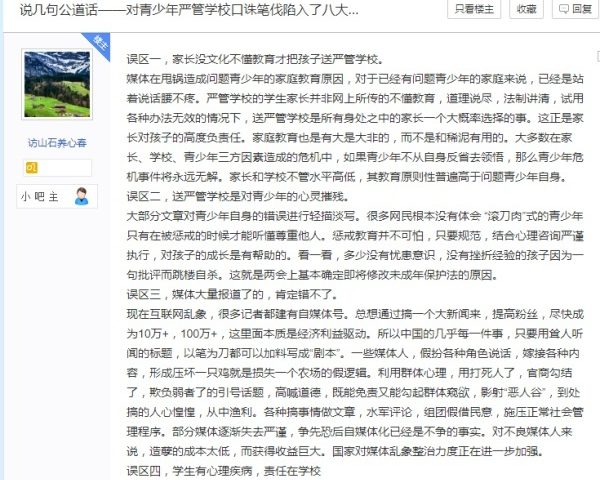 说几句公道话——对青少年严管学校口诛笔伐陷入了八大...
只看楼主
收藏
回复
楼主
访山石养心春
小吧主
误区一，家长没文化不懂教育才把孩子送严管学校。
媒体在甩锅造成问题青少年的家庭教育原因，对于已经有问题青少年的家庭来说，已经是站
着说话腰不疼。严管学校的学生家长并非网上所传的不懂教育，道理说尽，法制讲清，试用
各种办法无效的情况下，送严管学校是所有身处之中的家长一个大概率选择的事。这正是家
长对孩子的高度负责任。家庭教育也是有大是大非的，而不是和稀泥有用的。大多数在家
长、学校、青少年三方因素造成的危机中，如果青少年不从自身反省去领悟，那么青少年危
机事件将永远无解。家长和学校不管水平高低，其教育原则性普遍高于问题青少年自身。
误区二，送严管学校是对青少年的心灵摧残。
大部分文章对青少年自身的错误进行轻描淡写。很多网民根本没有体会 “滚刀肉”式的青少年
只有在被惩戒的时候才能听懂尊重他人。惩戒教育并不可怕，只要规范，结合心理咨询严谨
执行，对孩子的成长是有帮助的。看一看，多少没有忧患意识，没有挫折经验的孩子因为一
句批评而跳楼自杀。这就是两会上基本确定即将修改未成年保护法的原因。
误区三，媒体大量报道了的，肯定错不了。
现在互联网乱象，很多记者都建有自媒体号。总想通过搞一个大新闻来，提高粉丝，尽快成
为10万+，100万+，这里面本质是经济利益驱动。所以中国的几乎每一件事，只要用耸人听
闻的标题，以笔为刀都可以加料写成“剧本”。一些媒体人，假扮各种角色说话，嫁接各种内
容，形成压坏一只鸡就是损失一个农场的假逻辑。利用群体心理，用打死人了，官商勾结
了，欺负弱者了的引号话题，高喊道德，既能免责又能勾起群体窥欲，影射“恶人谷”，到处
搞的人心惶惶，从中渔利。各种搞事情做文章，水军评论，组团假借民意，施压正常社会管
理程序。部分媒体逐渐失去严谨，争先恐后自媒体化已经是不争的事实。对不良媒体人来
说，造孽的成本太低，而获得收益巨大。国家对媒体乱象整治力度正在进一步加强。
误区四，学生有心理疾病，责任在学校